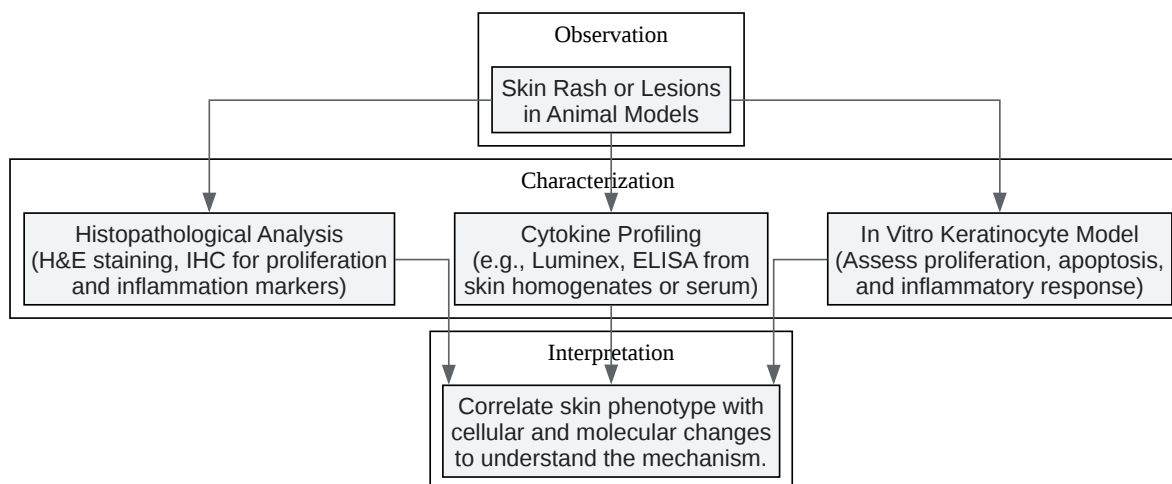 Observation
Skin Rash or Lesions
in Animal Models
Characterization
Histopathological Analysis
(H&E staining, IHC for proliferation
and inflammation markers)
Cytokine Profiling
(e.g., Luminex, ELISA from
skin homogenates or serum)
In Vitro Keratinocyte Model
(Assess proliferation, apoptosis,
and inflammatory response)
Interpretation
Correlate skin phenotype with
cellular and molecular changes
to understand the mechanism.